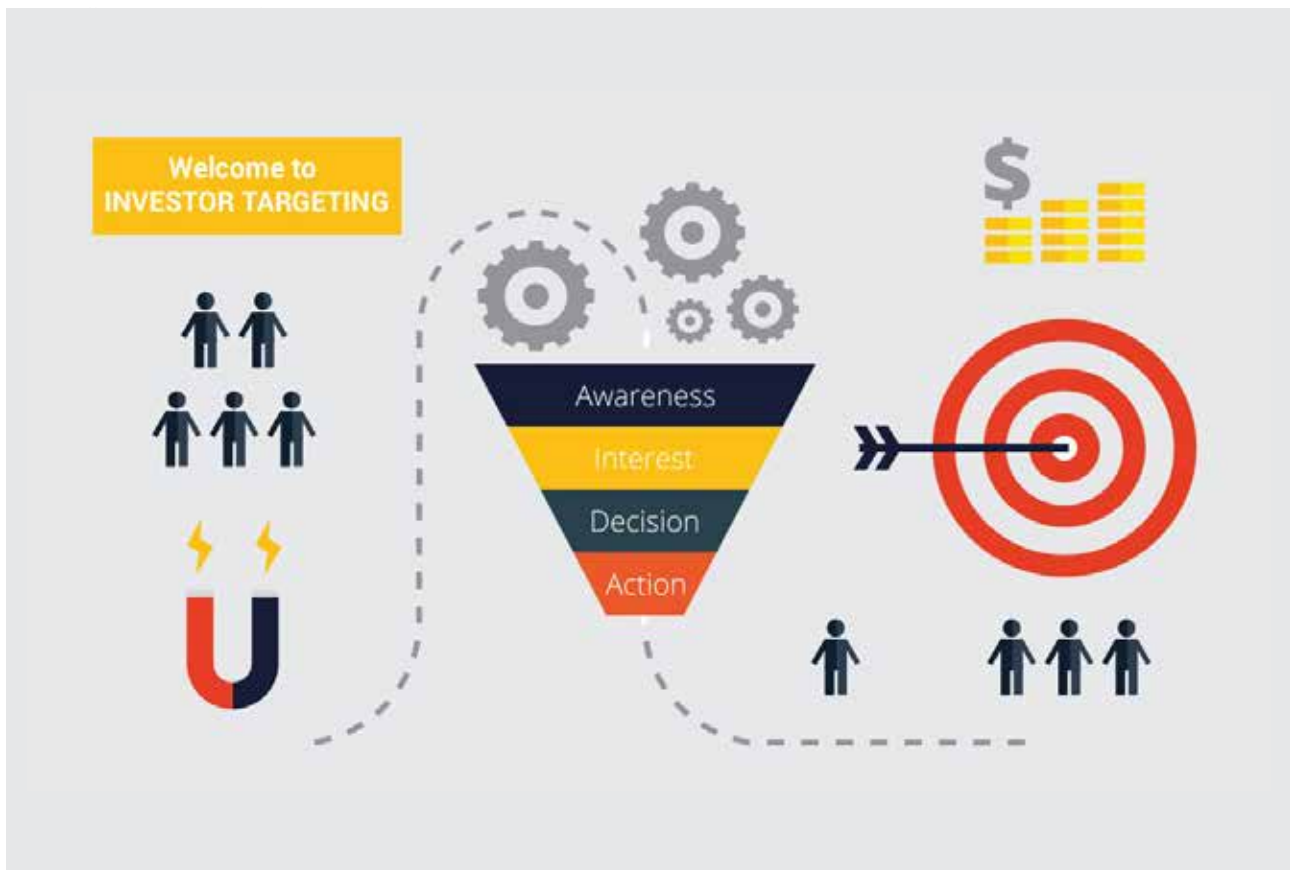 Welcome to
INVESTOR TARGETING
$
Awareness
Interest
Decision
Action